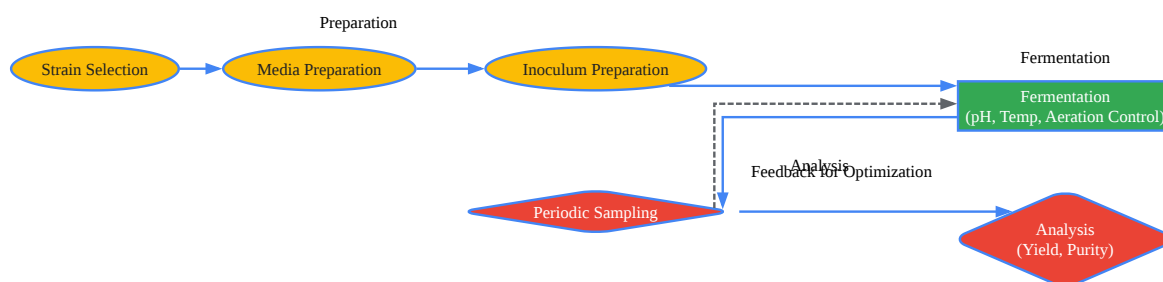 Preparation
Strain Selection
Media Preparation
Inoculum Preparation
Fermentation
Fermentation
(pH, Temp, Aeration Control)
Analysis
Feedback for Optimization
Periodic Sampling
Analysis
(Yield, Purity)